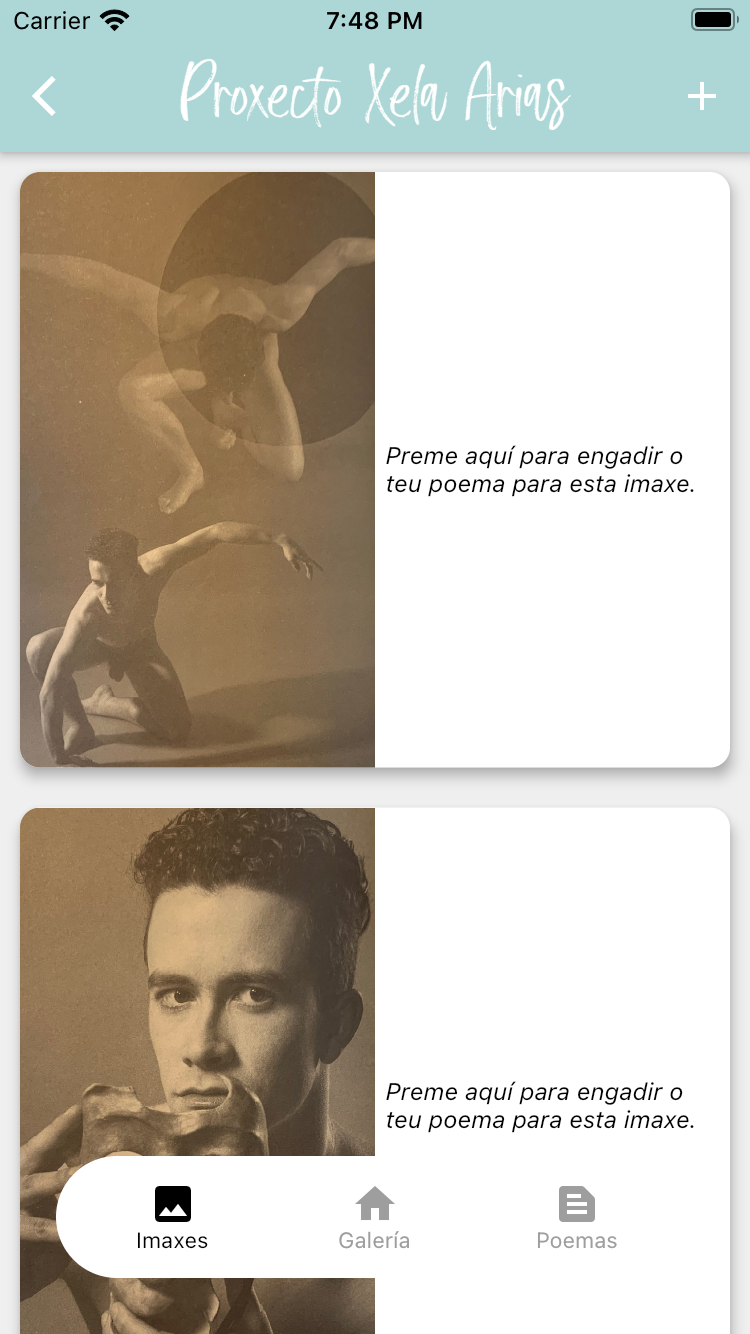 Carrier
7:48 PM
Proxecto Xela Arias
Preme aquí para engadir o
teu poema para esta imaxe.
Preme aquí para engadir o
teu poema para esta imaxe.
Imaxes
Galería
Poemas